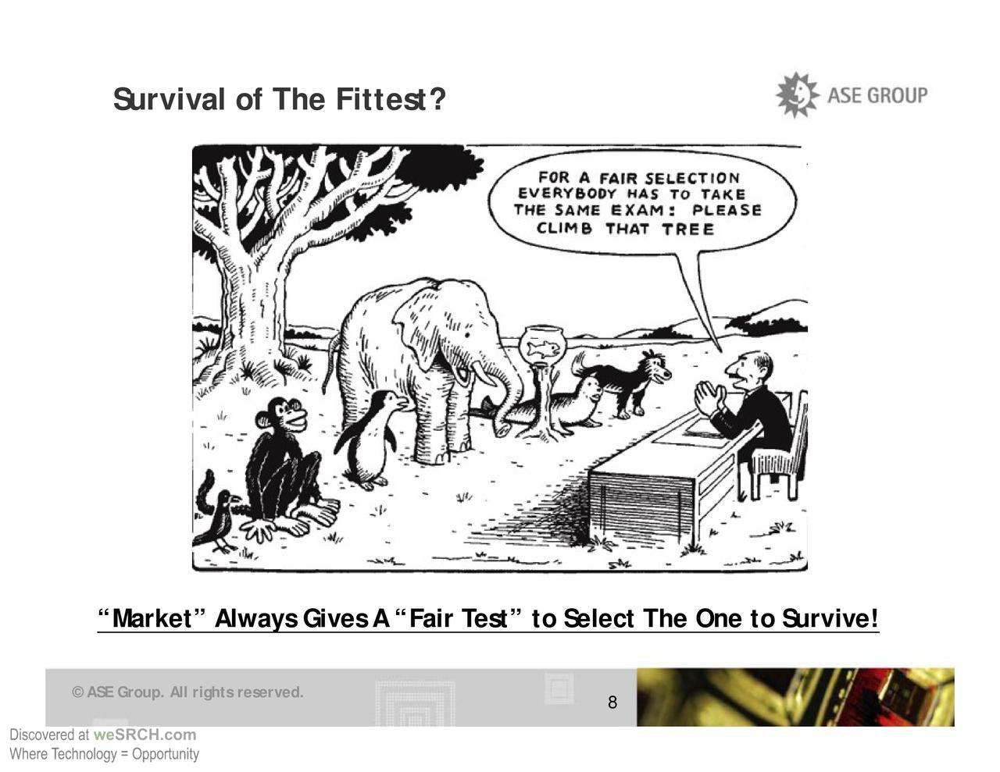 Survival of The Fittest?
ASE GROUP
FOR A FAIR SELECTION
EVERYBODY HAS TO TAKE
THE SAME EXAM: PLEASE
CLIMB THAT TREE
“Market” Always Gives A “Fair Test” to Select The One to Survive!
© ASE Group. All rights reserved.
8
Discovered at weSRCH.com
Where Technology = Opportunity